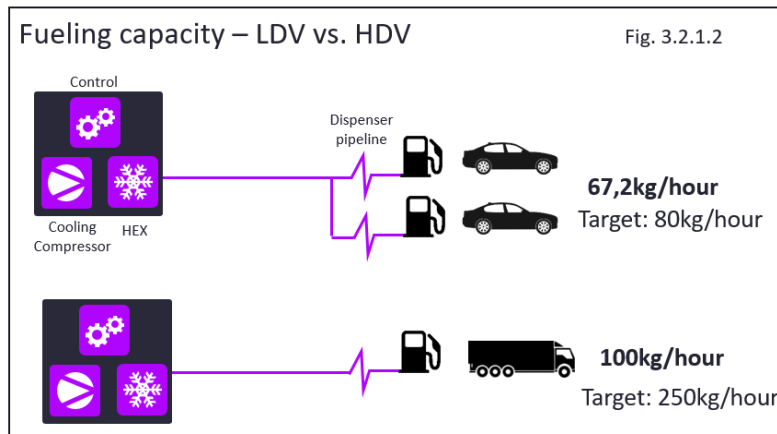 Fueling capacity – LDV vs. HDV
Fig. 3.2.1.2
Control
Dispenser
pipeline
67,2kg/hour
Target: 80kg/hour
Cooling
Compressor
HEX
100kg/hour
Target: 250kg/hour